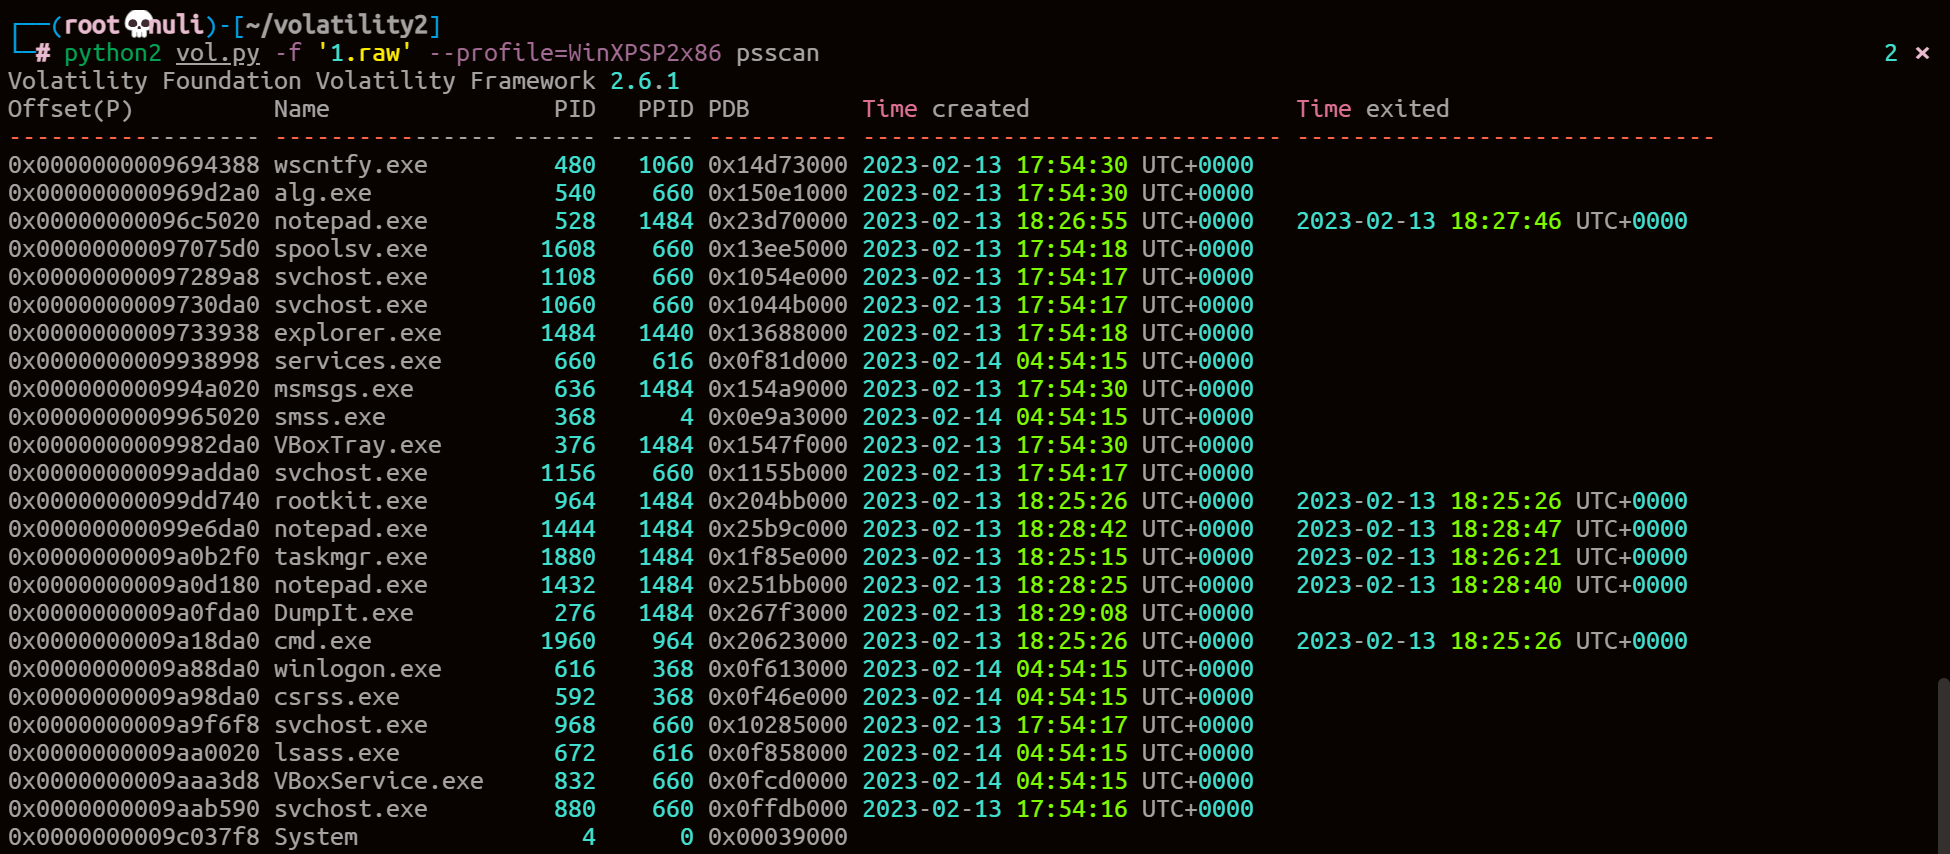 ┌──(root💀nuli)-[~/volatility2]
└─# python2 vol.py -f '1.raw' --profile=WinXPSP2x86 psscan 2 ⨯
Volatility Foundation Volatility Framework 2.6.1
Offset(P)          Name                PID   PPID PDB        Time created                   Time exited
------------------ ---------------- ------ ------ ---------- ------------------------------ ------------------------------
0x0000000009694388 wscntfy.exe         480   1060 0x14d73000 2023-02-13 17:54:30 UTC+0000
0x000000000969d2a0 alg.exe             540    660 0x150e1000 2023-02-13 17:54:30 UTC+0000
0x00000000096c5020 notepad.exe         528   1484 0x23d70000 2023-02-13 18:26:55 UTC+0000   2023-02-13 18:27:46 UTC+0000
0x00000000097075d0 spoolsv.exe        1608    660 0x13ee5000 2023-02-13 17:54:18 UTC+0000
0x00000000097289a8 svchost.exe        1108    660 0x1054e000 2023-02-13 17:54:17 UTC+0000
0x0000000009730da0 svchost.exe        1060    660 0x1044b000 2023-02-13 17:54:17 UTC+0000
0x0000000009733938 explorer.exe       1484   1440 0x13688000 2023-02-13 17:54:18 UTC+0000
0x0000000009938998 services.exe        660    616 0x0f81d000 2023-02-14 04:54:15 UTC+0000
0x000000000994a020 msmsgs.exe          636   1484 0x154a9000 2023-02-13 17:54:30 UTC+0000
0x0000000009965020 smss.exe            368      4 0x0e9a3000 2023-02-14 04:54:15 UTC+0000
0x0000000009982da0 VBoxTray.exe        376   1484 0x1547f000 2023-02-13 17:54:30 UTC+0000
0x00000000099adda0 svchost.exe        1156    660 0x1155b000 2023-02-13 17:54:17 UTC+0000
0x00000000099dd740 rootkit.exe         964   1484 0x204bb000 2023-02-13 18:25:26 UTC+0000   2023-02-13 18:25:26 UTC+0000
0x00000000099e6da0 notepad.exe        1444   1484 0x25b9c000 2023-02-13 18:28:42 UTC+0000   2023-02-13 18:28:47 UTC+0000
0x0000000009a0b2f0 taskmgr.exe        1880   1484 0x1f85e000 2023-02-13 18:25:15 UTC+0000   2023-02-13 18:26:21 UTC+0000
0x0000000009a0d180 notepad.exe        1432   1484 0x251bb000 2023-02-13 18:28:25 UTC+0000   2023-02-13 18:28:40 UTC+0000
0x0000000009a0fda0 DumpIt.exe          276   1484 0x267f3000 2023-02-13 18:29:08 UTC+0000
0x0000000009a18da0 cmd.exe            1960    964 0x20623000 2023-02-13 18:25:26 UTC+0000   2023-02-13 18:25:26 UTC+0000
0x0000000009a88da0 winlogon.exe        616    368 0x0f613000 2023-02-14 04:54:15 UTC+0000
0x0000000009a98da0 csrss.exe           592    368 0x0f46e000 2023-02-14 04:54:15 UTC+0000
0x0000000009a9f6f8 svchost.exe         968    660 0x10285000 2023-02-13 17:54:17 UTC+0000
0x0000000009aa0020 lsass.exe           672    616 0x0f858000 2023-02-14 04:54:15 UTC+0000
0x0000000009aaa3d8 VBoxService.exe     832    660 0x0fcd0000 2023-02-14 04:54:15 UTC+0000
0x0000000009aab590 svchost.exe         880    660 0x0ffdb000 2023-02-13 17:54:16 UTC+0000
0x0000000009c037f8 System                4      0 0x00039000